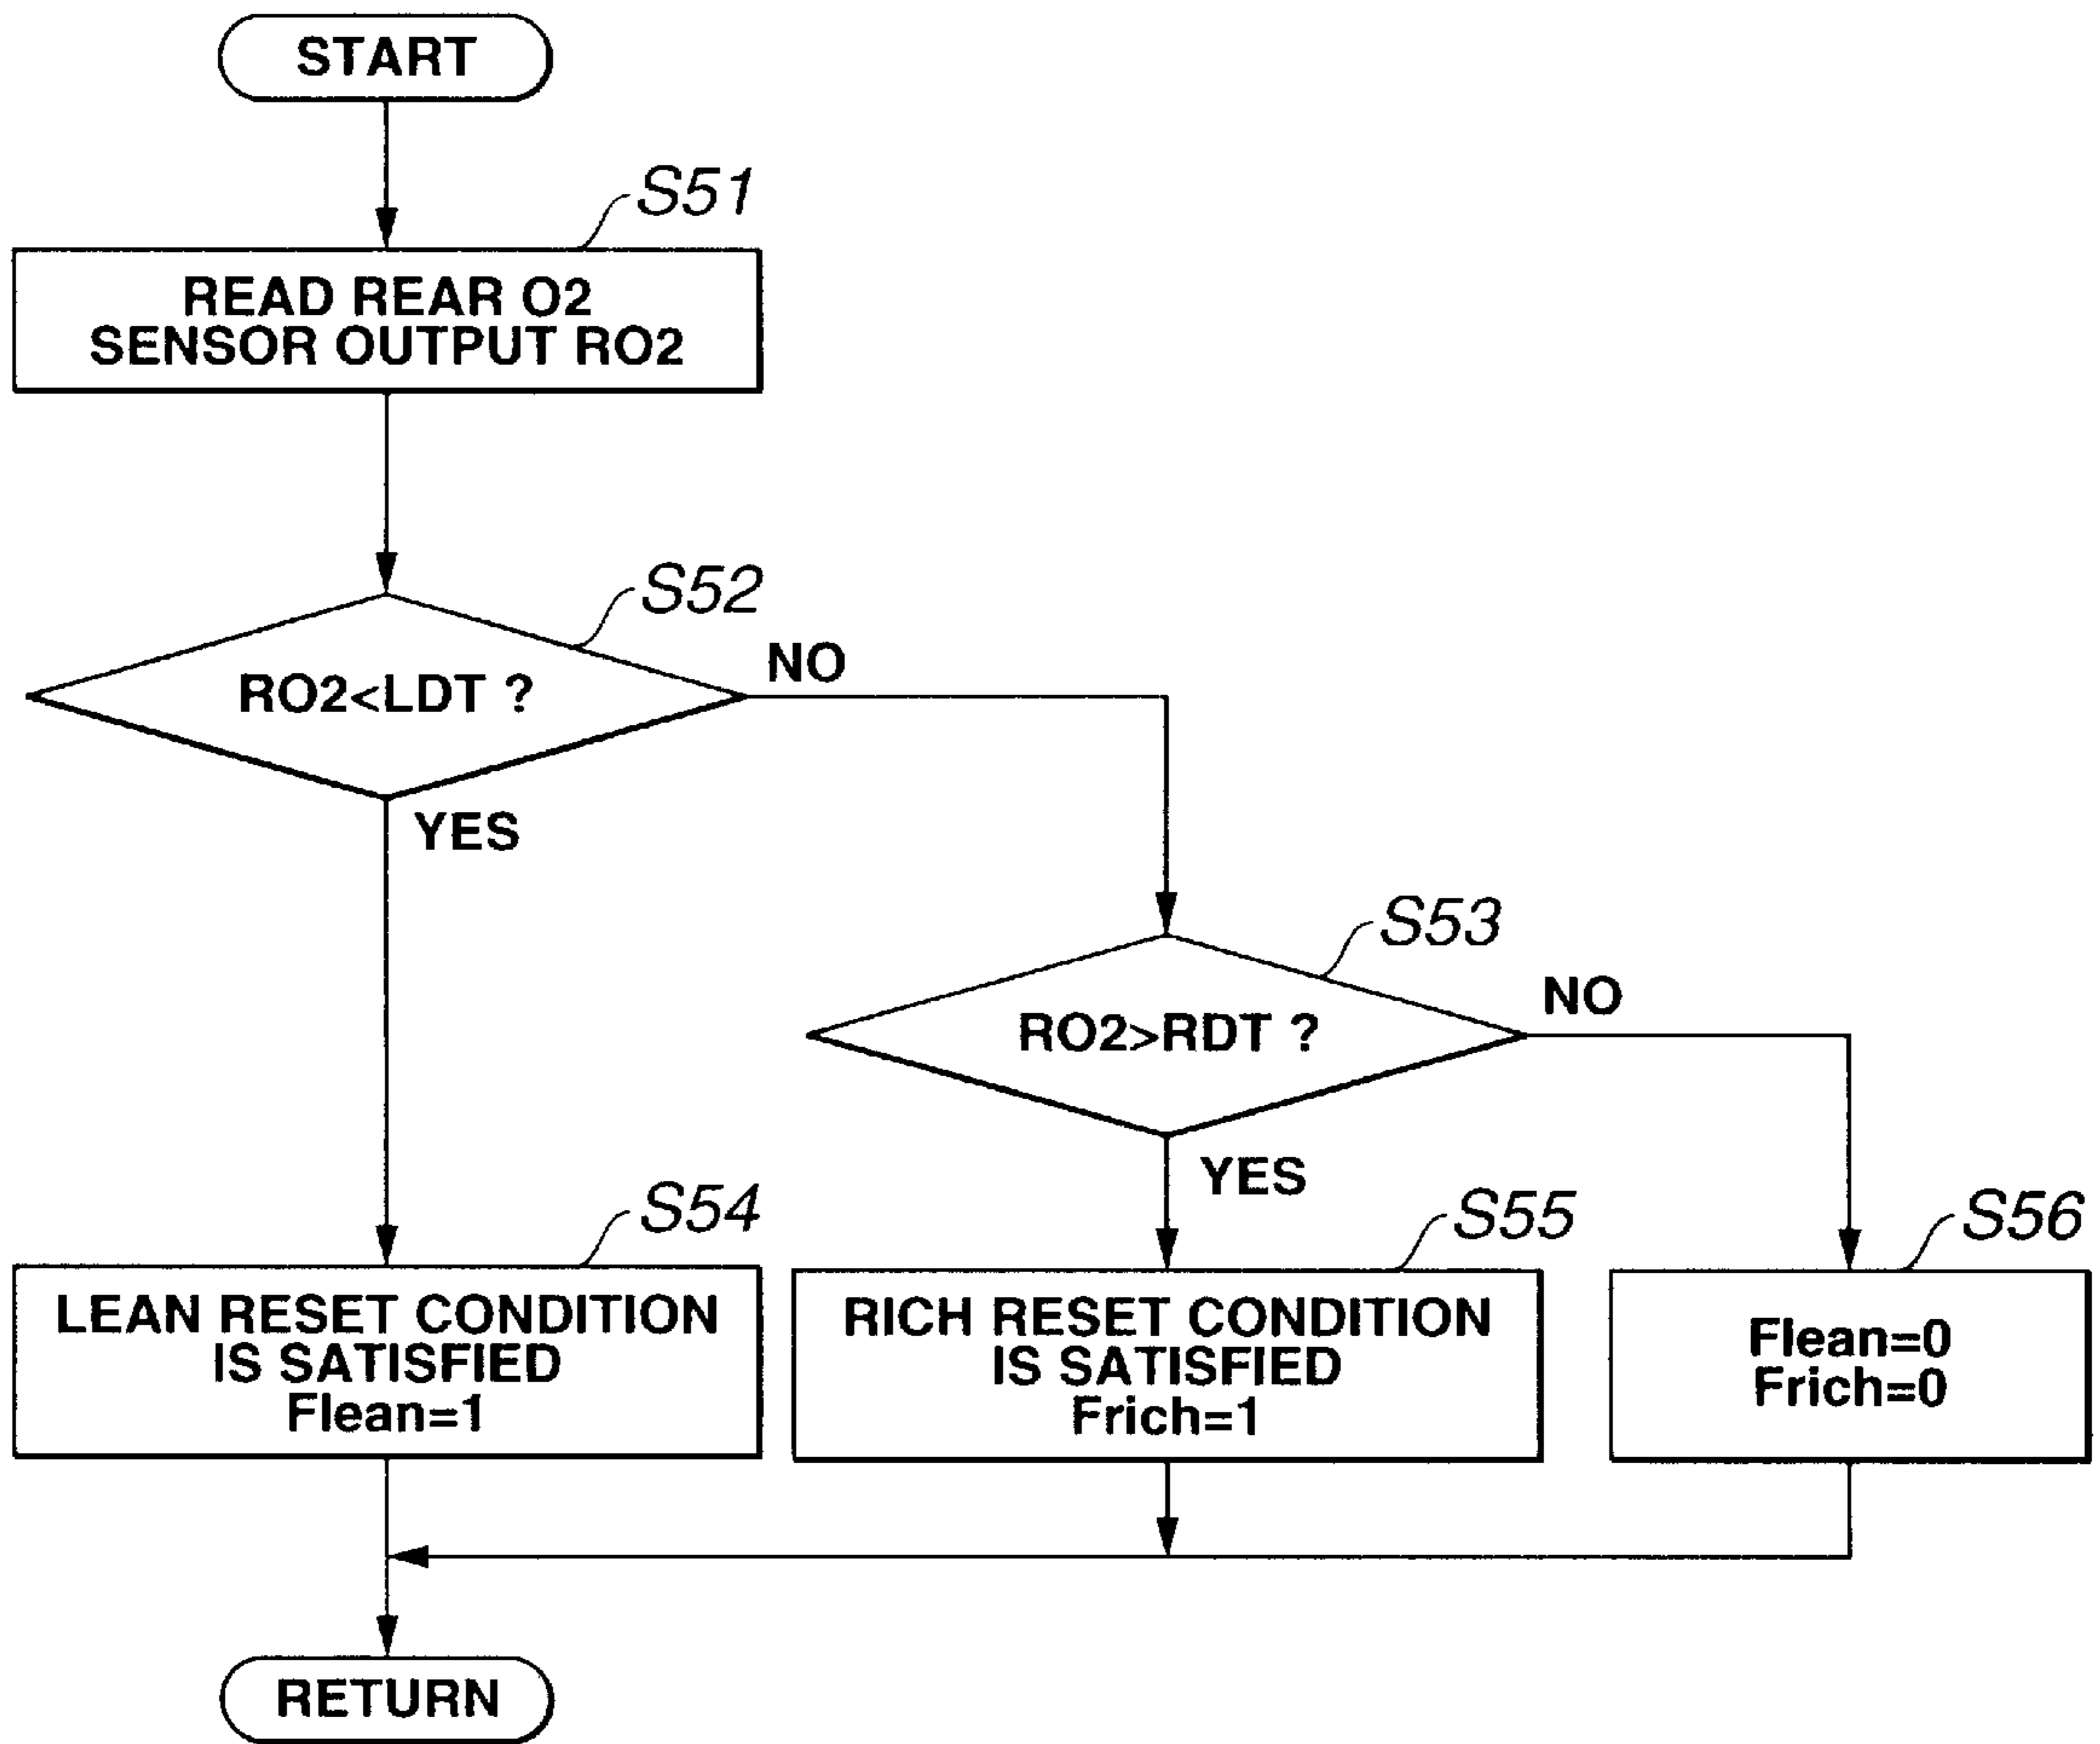 START
S51
READ REAR O2
SENSOR OUTPUT RO2
S52
RO2<LDT ?
NO
YES
S53
RO2>RDT ?
NO
YES
S54
LEAN RESET CONDITION
IS SATISFIED
Flean=1
S55
RICH RESET CONDITION
IS SATISFIED
Frich=1
S56
Flean=0
Frich=0
RETURN